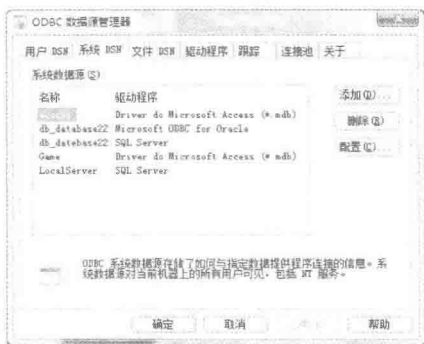 ODBC 数据源管理器
用户 DSN 系统 DSN 文件 DSN 驱动程序 跟踪 连接池 关于
系统数据源(S)
名称 驱动程序
Driver do Microsoft Access (*.mdb)
db_database22 Microsoft ODBC for Oracle
db_database22 SQL Server
Game Driver do Microsoft Access (*.mdb)
LocalServer SQL Server
添加(D)...
删除(R)
配置(C)...
ODBC 系统数据源存储了如何与指定数据提供程序连接的信息。系
统数据源对当前机器上的所有用户可见，包括 NT 服务。
确定 取消 帮助